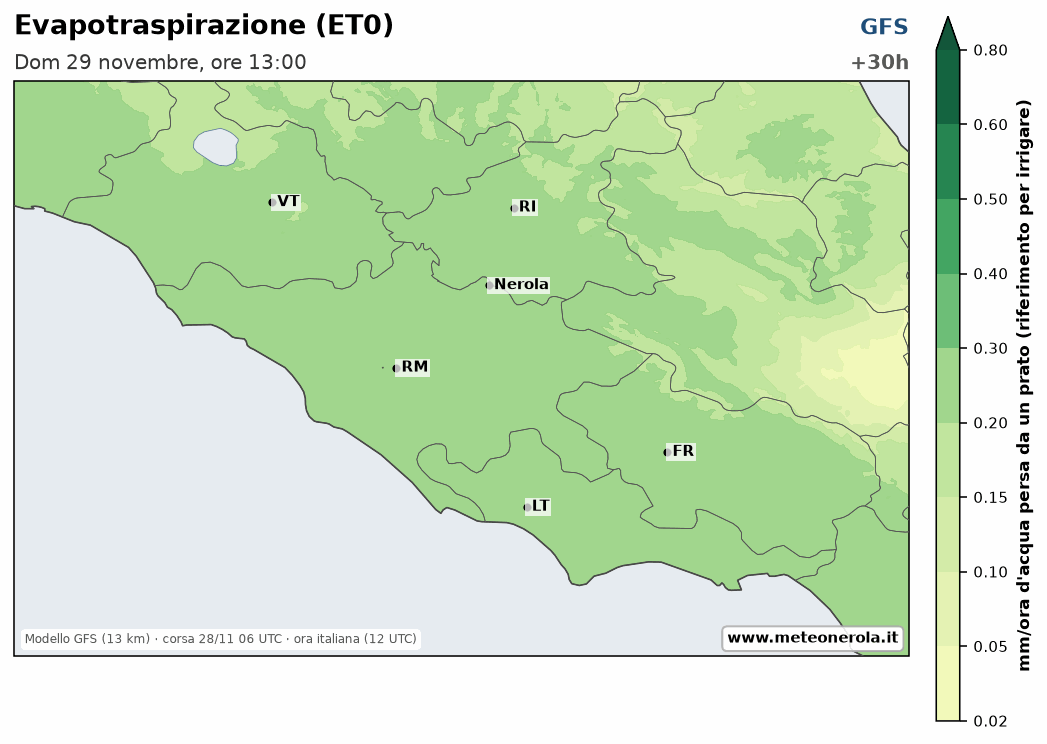 Evapotraspirazione (ET0)
GFS
Dom 29 novembre, ore 13:00
+30h
VT
RI
Nerola
RM
FR
LT
Modello GFS (13 km) · corsa 28/11 06 UTC · ora italiana (12 UTC)
www.meteonerola.it
0.80
0.60
0.50
0.40
0.30
0.20
0.15
0.10
0.05
0.02
mm/ora d'acqua persa da un prato (riferimento per irrigare)